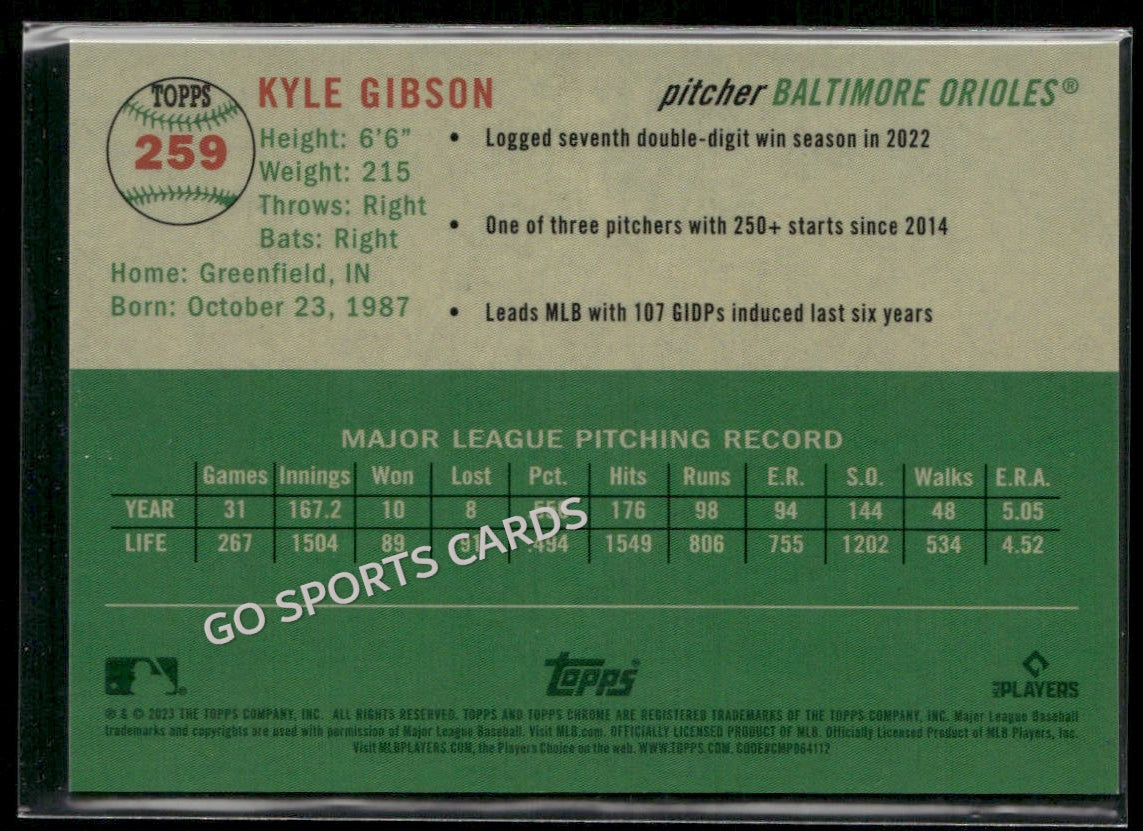 TOPPS
259
KYLE GIBSON
pitcher BALTIMORE ORIOLES®
Height: 6'6"
Weight: 215
Throws: Right
Bats: Right
Home: Greenfield, IN
Born: October 23, 1987
• Logged seventh double-digit win season in 2022
• One of three pitchers with 250+ starts since 2014
• Leads MLB with 107 GIDPs induced last six years
MAJOR LEAGUE PITCHING RECORD
Games Innings Won Lost Pct. Hits Runs E.R. S.O. Walks E.R.A.
YEAR 31 167.2 10 8 176 98 94 144 48 5.05
LIFE 267 1504 89 .494 1549 806 755 1202 534 4.52
GO SPORTS CARDS
topps
MLB PLAYERS
® & © 2023 THE TOPPS COMPANY, INC. ALL RIGHTS RESERVED. TOPPS AND TOPPS CHROME ARE REGISTERED TRADEMARKS OF THE TOPPS COMPANY, INC. Major League Baseball
trademarks and copyrights are used with permission of Major League Baseball. Visit MLB.com. OFFICIALLY LICENSED PRODUCT OF MLB. Officially Licensed Product of MLB Players, Inc.
Visit MLBPLAYERS.COM, the Players Choice on the web. WWW.TOPPS.COM. CODE#CMP064112